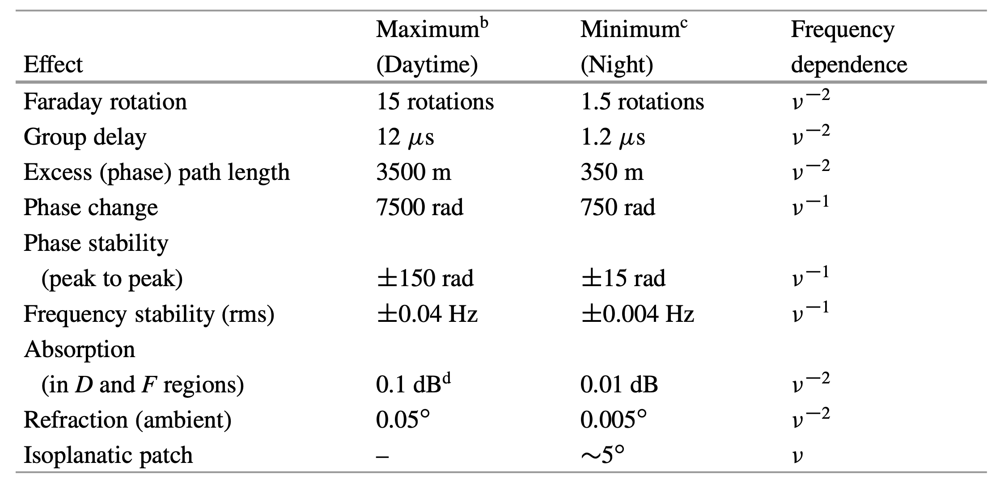 Maximumᵇ Minimumᶜ Frequency
Effect (Daytime) (Night) dependence
Faraday rotation 15 rotations 1.5 rotations ν⁻²
Group delay 12 μs 1.2 μs ν⁻²
Excess (phase) path length 3500 m 350 m ν⁻²
Phase change 7500 rad 750 rad ν⁻¹
Phase stability
(peak to peak) ±150 rad ±15 rad ν⁻¹
Frequency stability (rms) ±0.04 Hz ±0.004 Hz ν⁻¹
Absorption
(in D and F regions) 0.1 dBᵈ 0.01 dB ν⁻²
Refraction (ambient) 0.05° 0.005° ν⁻²
Isoplanatic patch – ∼5° ν